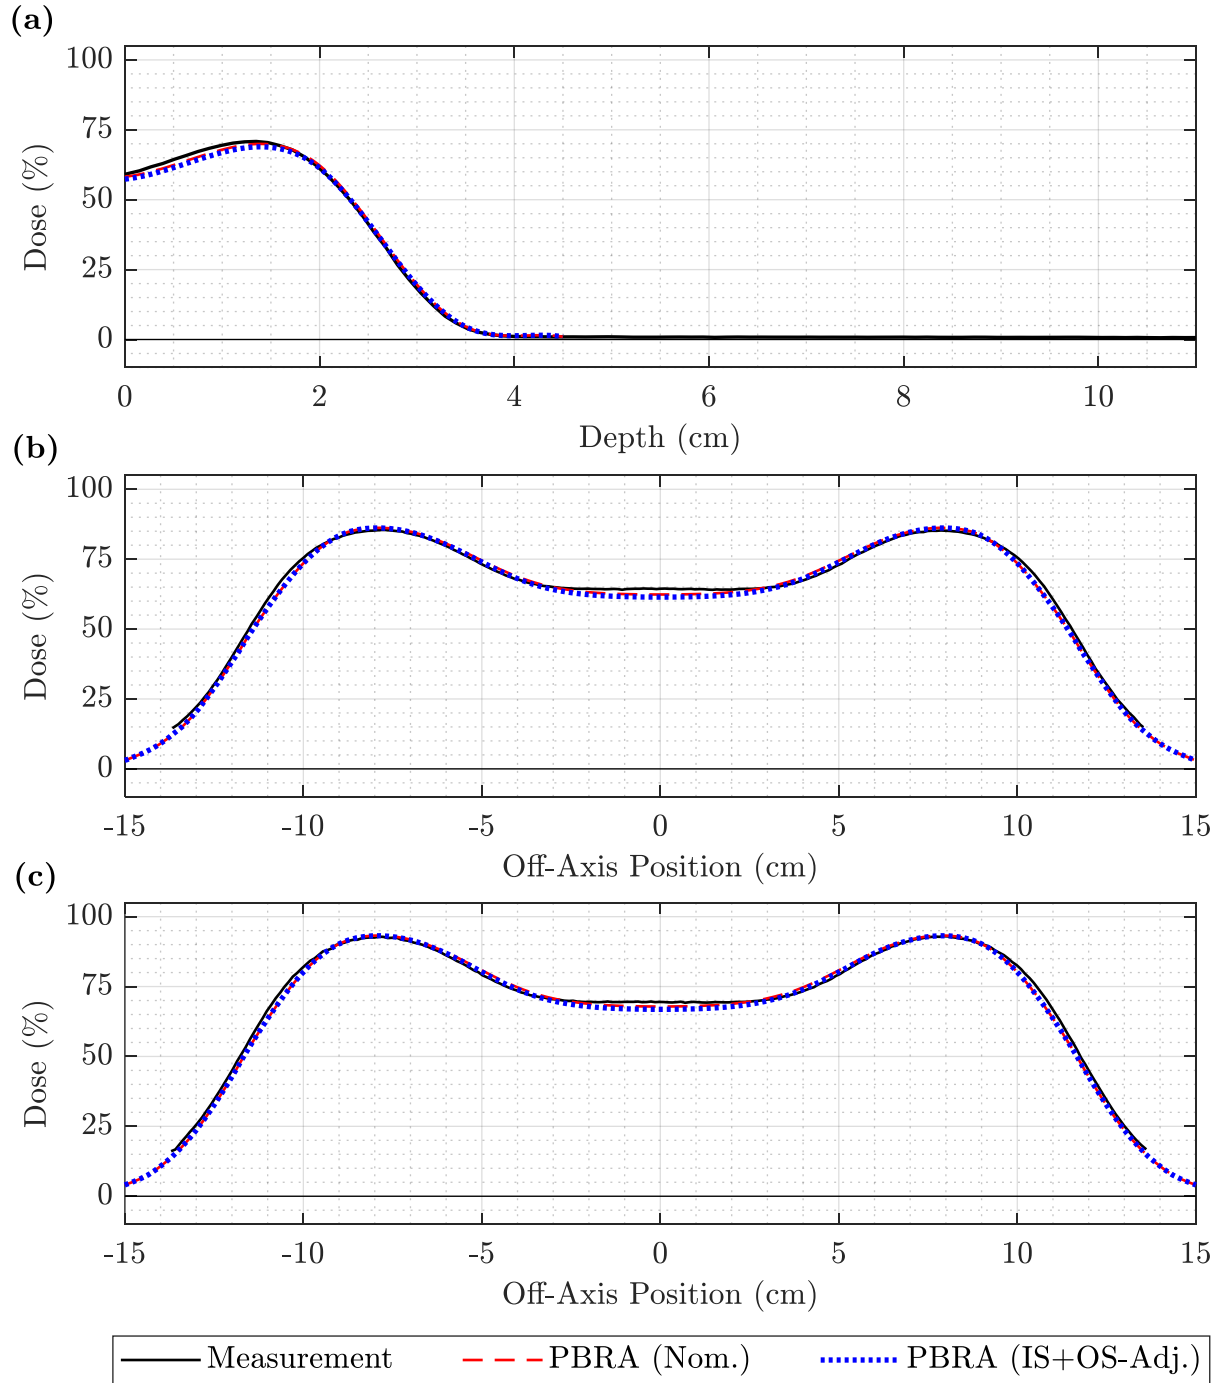 (a)
100
75
50
25
0
Dose (%)
0 2 4 6 8 10
Depth (cm)
(b)
100
75
50
25
0
Dose (%)
-15 -10 -5 0 5 10 15
Off-Axis Position (cm)
(c)
100
75
50
25
0
Dose (%)
-15 -10 -5 0 5 10 15
Off-Axis Position (cm)
Measurement PBRA (Nom.) PBRA (IS+OS-Adj.)